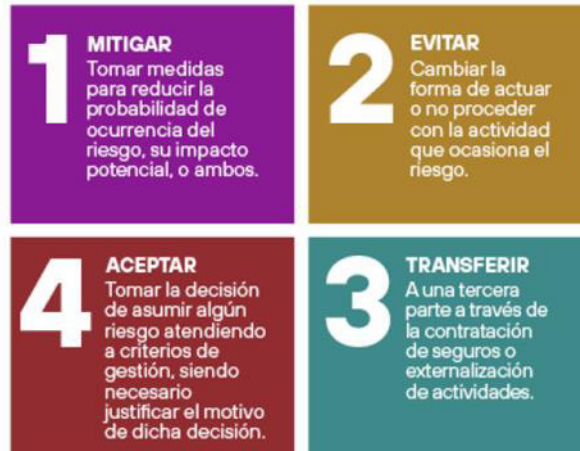 1
MITIGAR
Tomar medidas
para reducir la
probabilidad de
ocurrencia del
riesgo, su impacto
potencial, o ambos.
2
EVITAR
Cambiar la
forma de actuar
o no proceder
con la actividad
que ocasiona el
riesgo.
4
ACEPTAR
Tomar la decisión
de asumir algún
riesgo atendiendo
a criterios de
gestión, siendo
necesario
justificar el motivo
de dicha decisión.
3
TRANSFERIR
A una tercera
parte a través de
la contratación
de seguros o
externalización
de actividades.